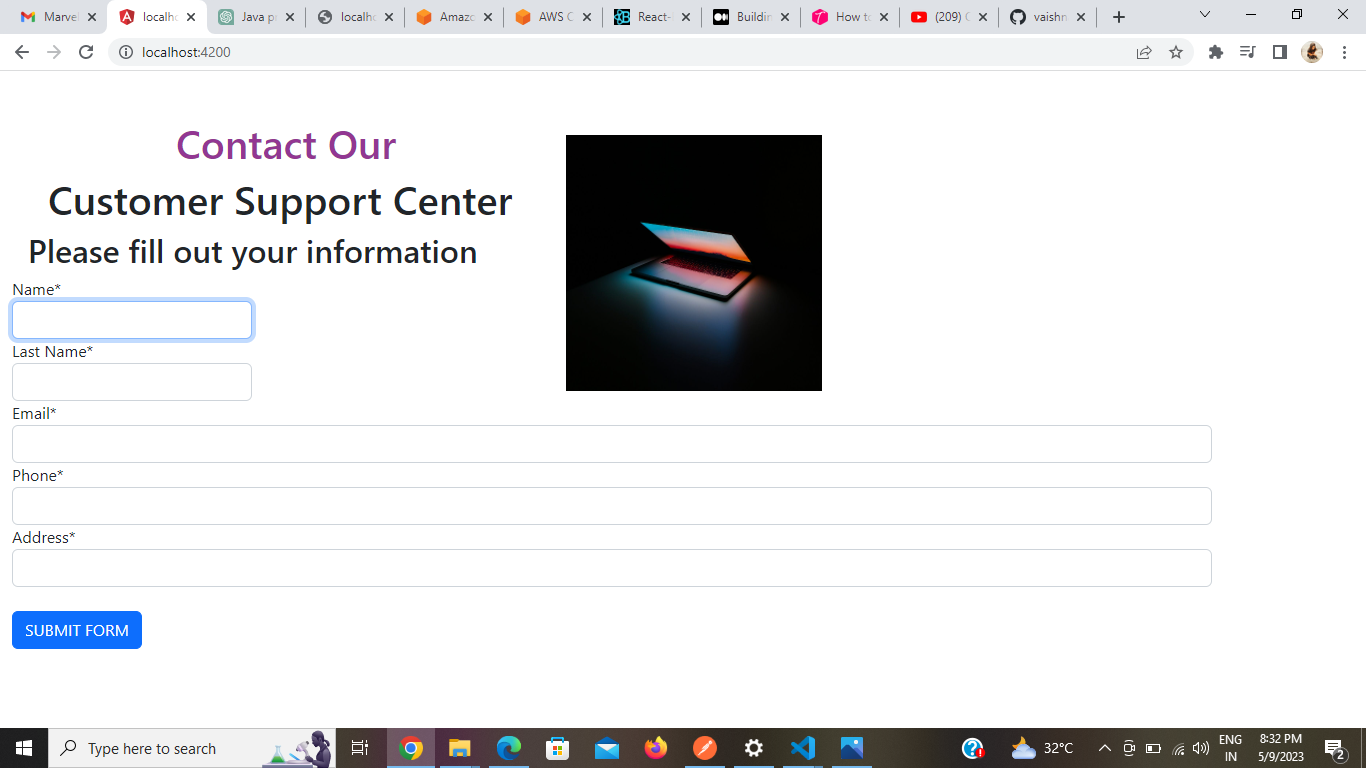 Marvel
localho
Java pr
localho
Amazo
AWS C
React-
Buildin
How to
(209) C
vaishn
localhost:4200
Contact Our
Customer Support Center
Please fill out your information
Name*
Last Name*
Email*
Phone*
Address*
SUBMIT FORM
Type here to search
32°C
ENG
IN
8:32 PM
5/9/2023
2